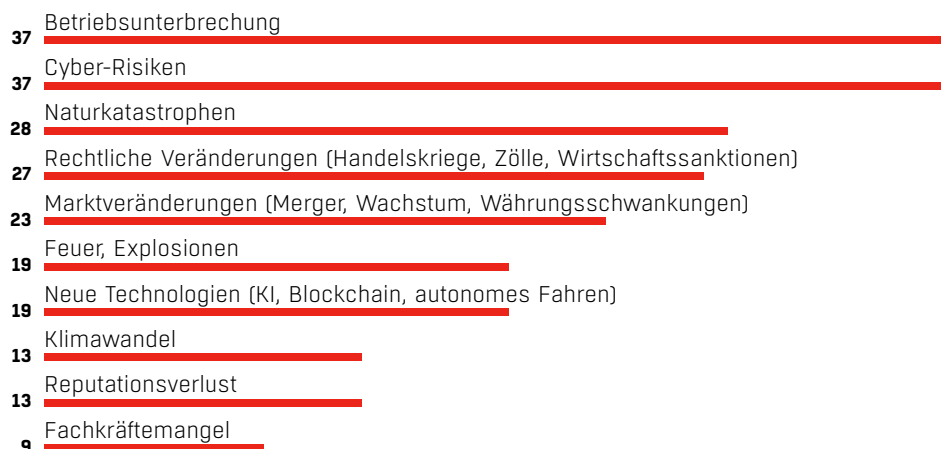 Betriebsunterbrechung
37
Cyber-Risiken
37
Naturkatastrophen
28
Rechtliche Veränderungen (Handelskriege, Zölle, Wirtschaftssanktionen)
27
Marktveränderungen (Merger, Wachstum, Währungsschwankungen)
23
Feuer, Explosionen
19
Neue Technologien (KI, Blockchain, autonomes Fahren)
19
Klimawandel
13
Reputationsverlust
13
Fachkräftemangel
9